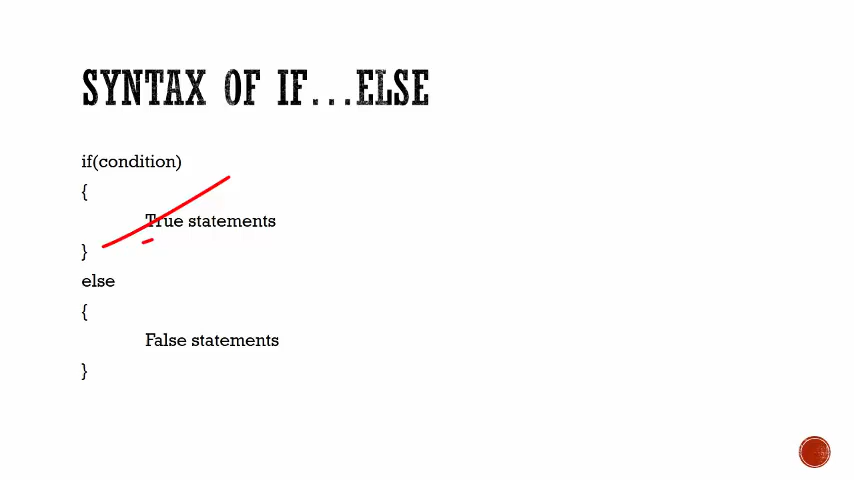 SYNTAX OF IF...ELSE
if(condition)
{
True statements
}
else
{
False statements
}